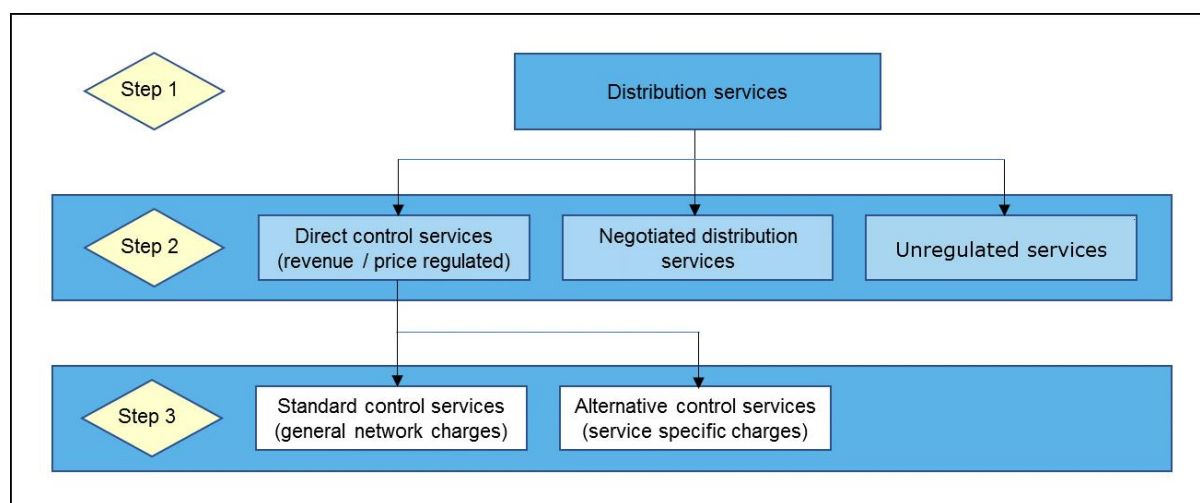 Step 1
Distribution services
Step 2
Direct control services
(revenue / price regulated)
Negotiated distribution
services
Unregulated services
Step 3
Standard control services
(general network charges)
Alternative control services
(service specific charges)